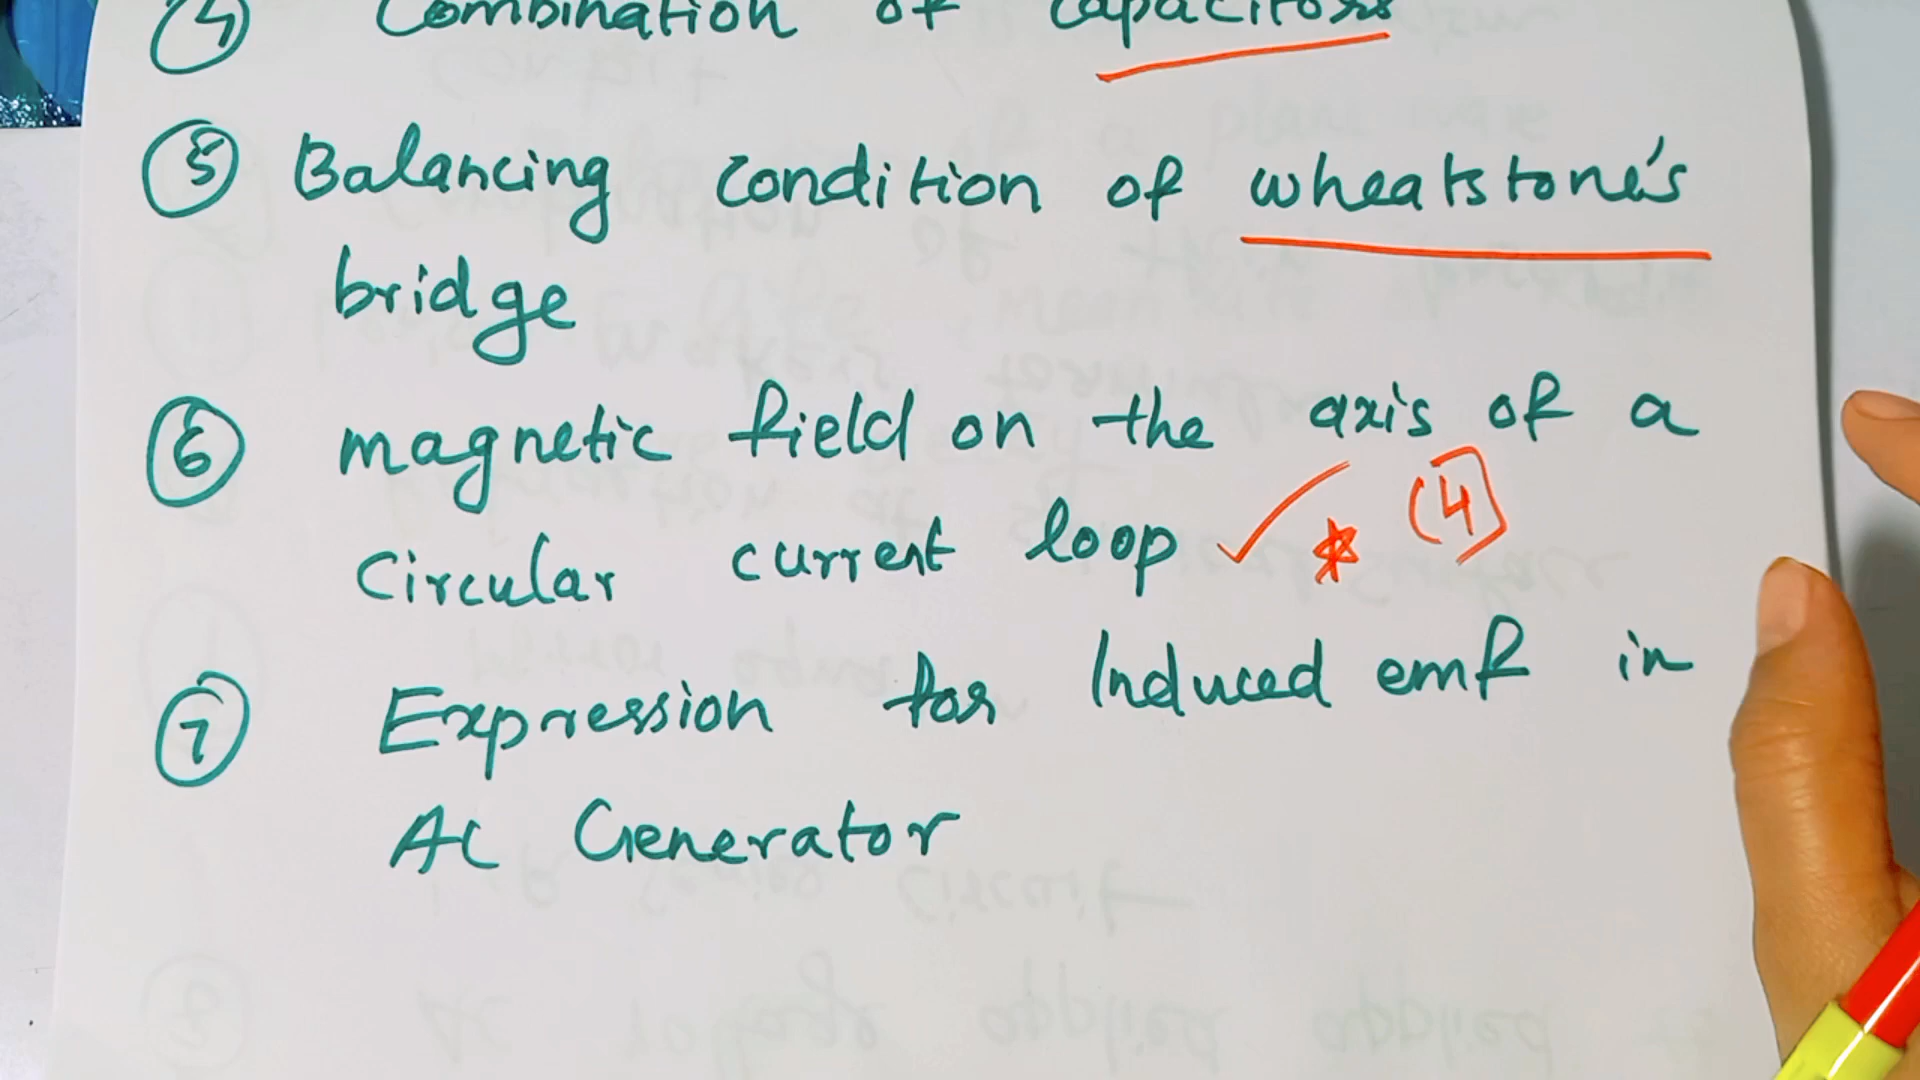 ④ Combination of capacitors
⑤ Balancing condition of wheatstone's
bridge
⑥ magnetic field on the axis of a
Circular current loop ✓ * (4)
⑦ Expression for Induced emf in
AC Generator